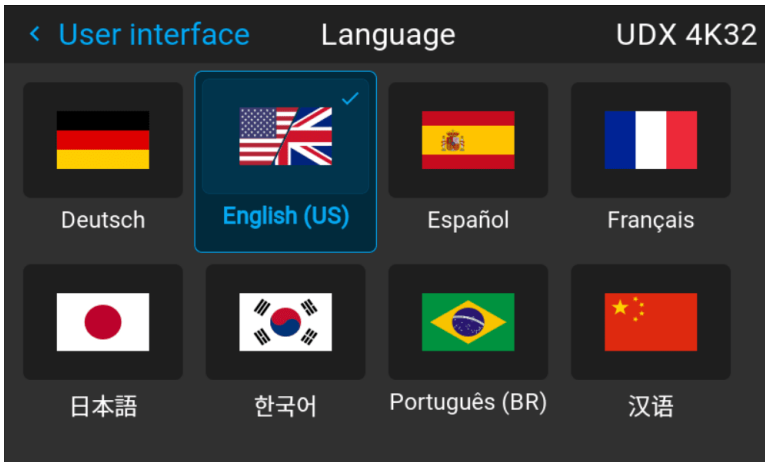 User interface
Language
UDX 4K32
Deutsch
English (US)
Español
Français
日本語
한국어
Português (BR)
汉语